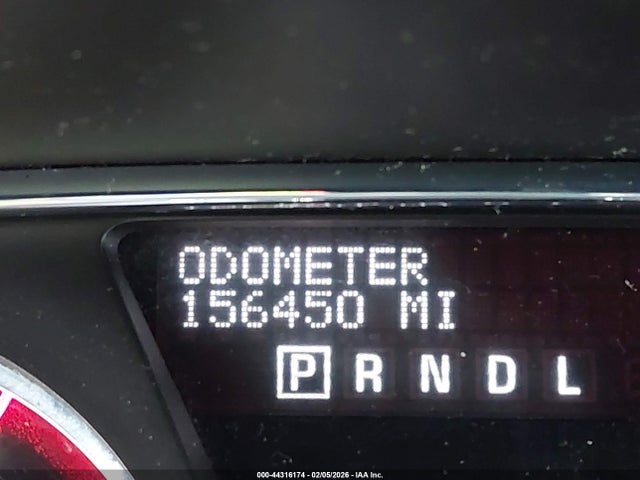 ODOMETER
156450 MI
P R N D L
000-44316174 - 02/05/2026 - IAA Inc.